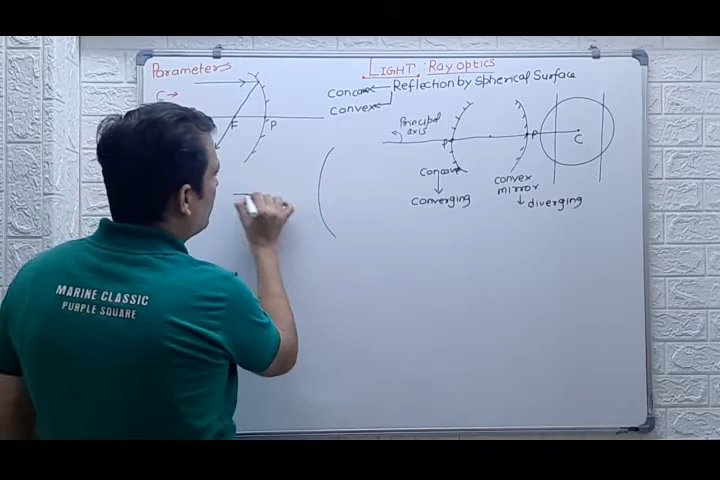 Parameters
C →
F
P
LIGHT : Ray optics
Reflection by Spherical Surface
Concave
Convex
Principal
axis
P
P
C
Concave
converging
convex
mirror
diverging
MARINE CLASSIC
PURPLE SQUARE